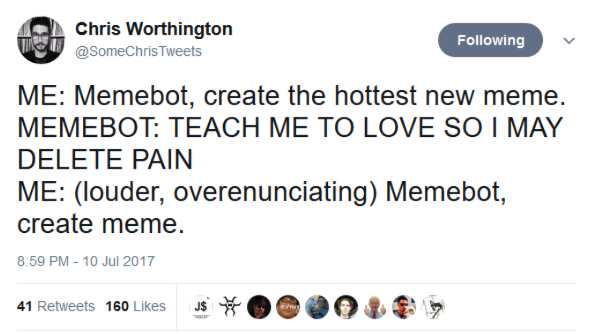 Chris Worthington
@SomeChrisTweets
Following
ME: Memebot, create the hottest new meme.
MEMEBOT: TEACH ME TO LOVE SO I MAY
DELETE PAIN
ME: (louder, overenunciating) Memebot,
create meme.
8:59 PM - 10 Jul 2017
41 Retweets 160 Likes
J$